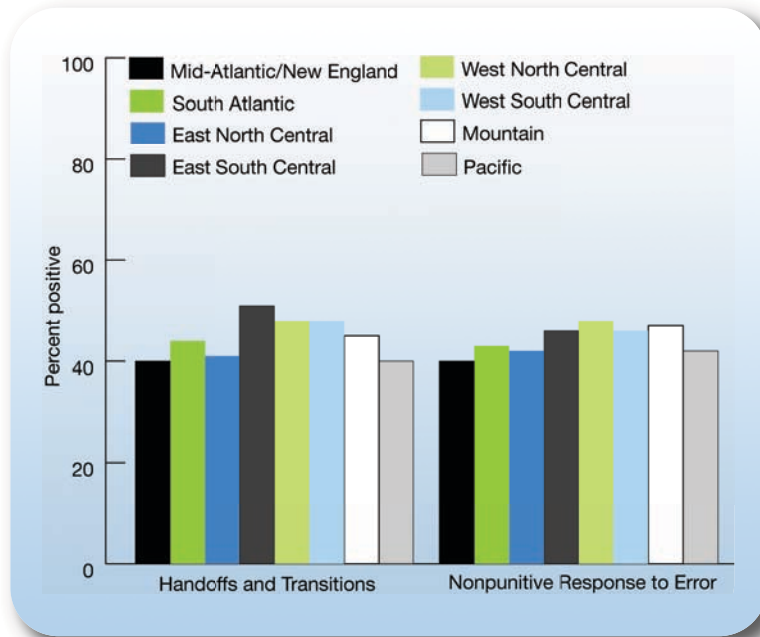 100
80
60
40
20
0
Percent positive
Mid-Atlantic/New England
South Atlantic
East North Central
East South Central
West North Central
West South Central
Mountain
Pacific
Handoffs and Transitions
Nonpunitive Response to Error